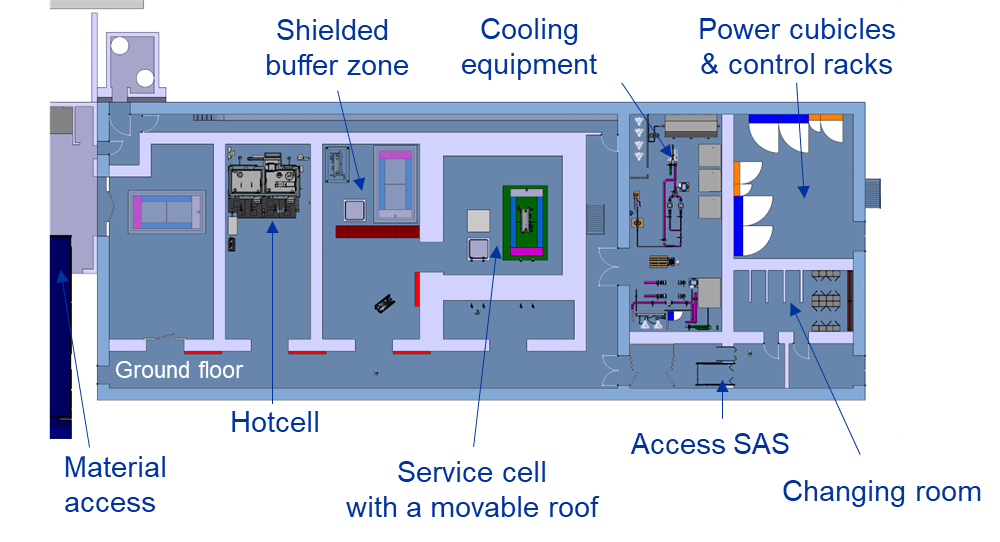 Shielded
buffer zone
Cooling
equipment
Power cubicles
& control racks
Ground floor
Hotcell
Material
access
Service cell
with a movable roof
Access SAS
Changing room